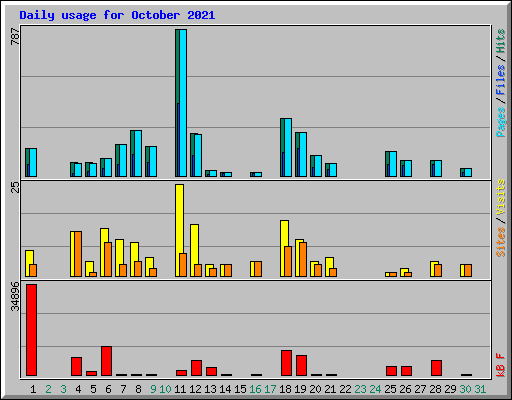 Daily usage for October 2021
787
Pages/Files/Hits
25
Sites/Visits
34896
kB F
1 2 3 4 5 6 7 8 9 10 11 12 13 14 15 16 17 18 19 20 21 22 23 24 25 26 27 28 29 30 31